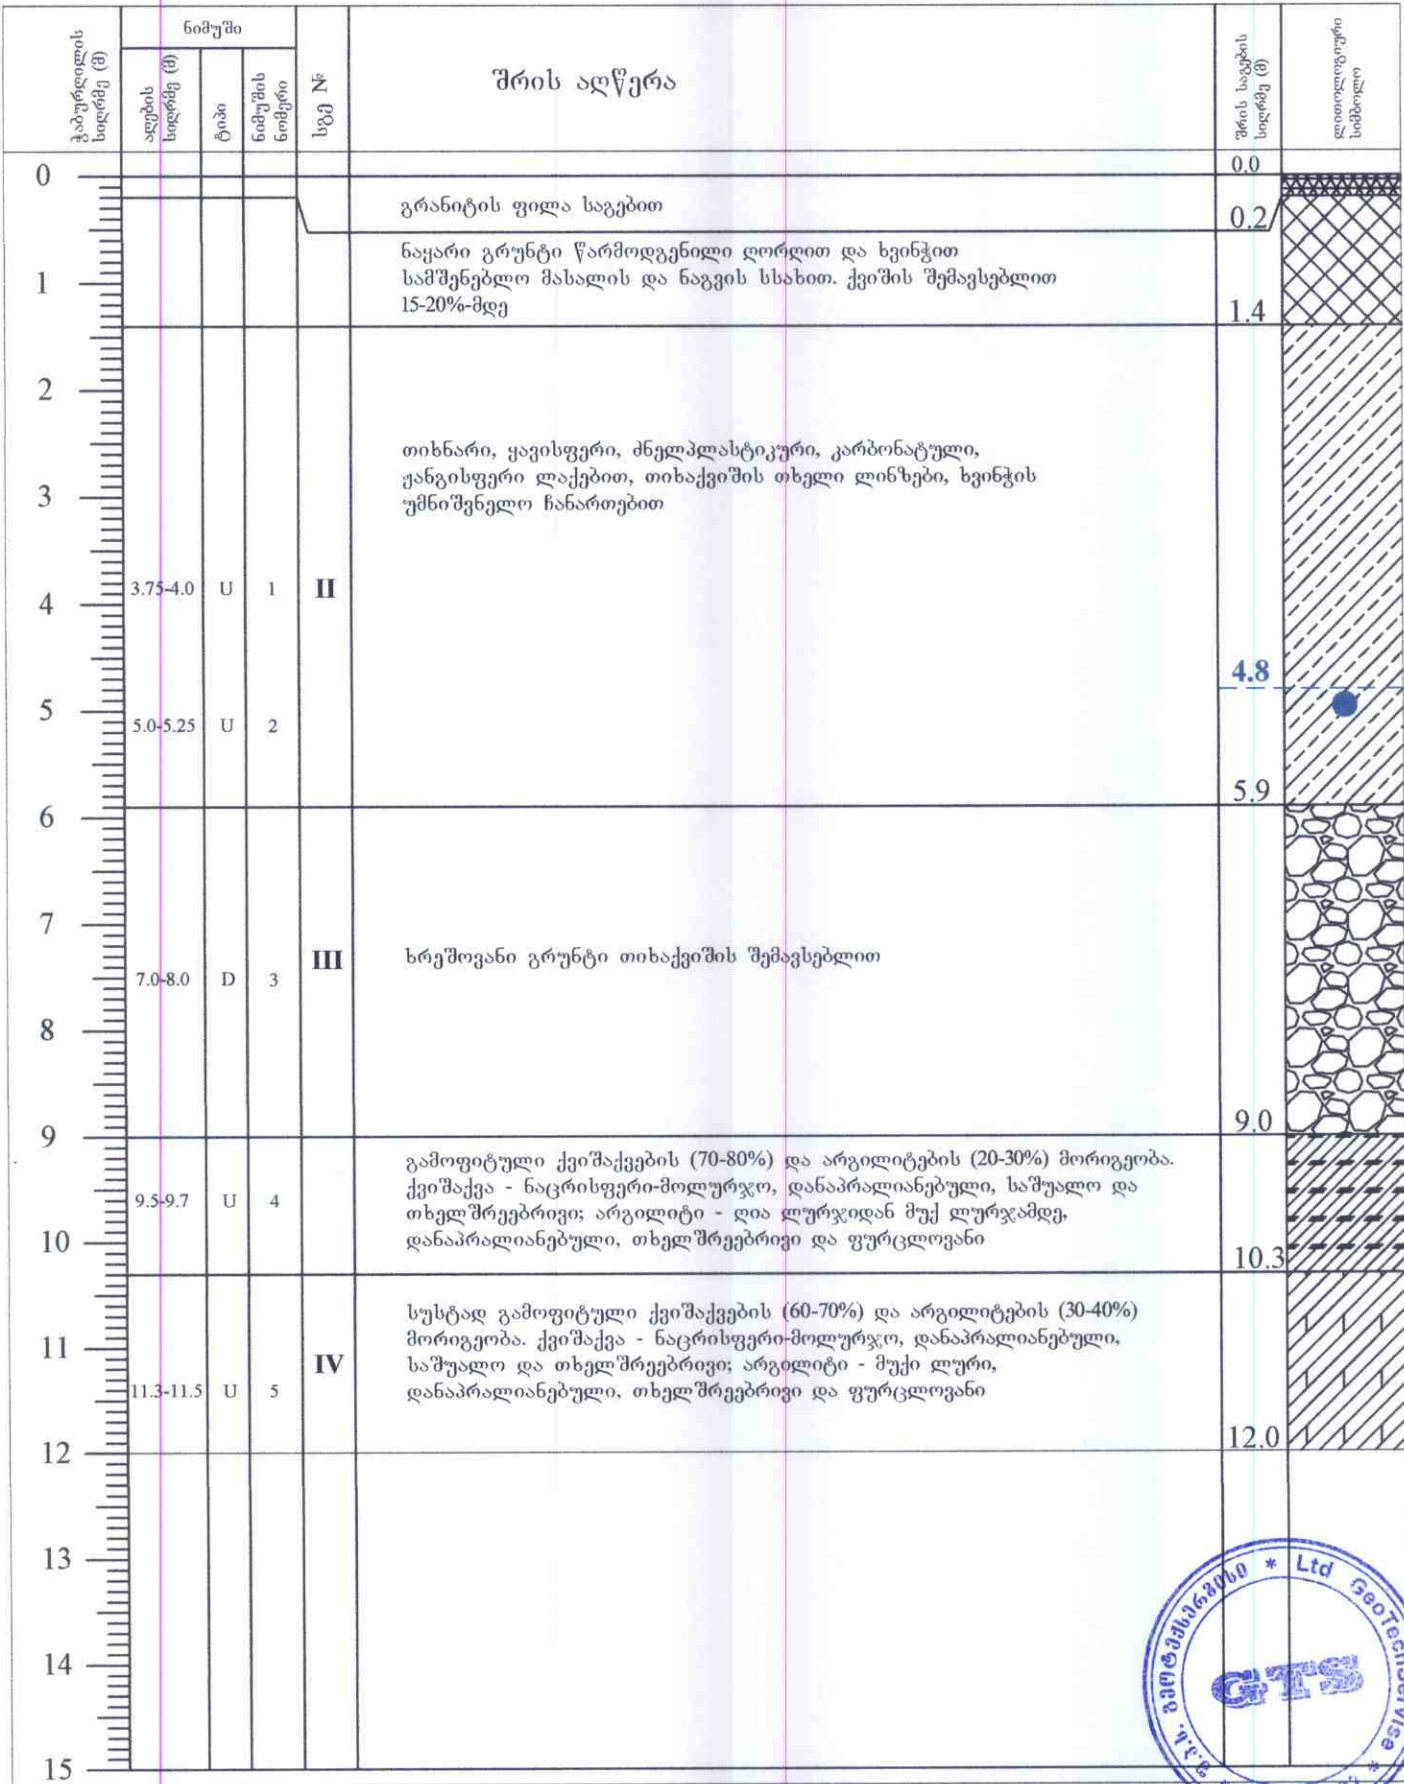 ჭაბურღილის
სიღრმე (მ)
ნიმუში
აღების
სიღრმე (მ)
ტიპი
ნიმუშის
ნომერი
სგე №
შრის აღწერა
შრის საგების
სიღრმე (მ)
ლითოლოგიური
სიმბოლო
0
0.0
გრანიტის ფილა საგებით
0.2
ნაყარი გრუნტი წარმოდგენილი ღორღით და ხვინჭით
სამშენებლო მასალის და ნაგვის სსახით. ქვიშის შემავსებლით
15-20%-მდე
1
1.4
2
თიხნარი, ყავისფერი, ძნელპლასტიკური, კარბონატული,
ჟანგისფერი ლაქებით, თიხაქვიშის თხელი ლინზები, ხვინჭის
უმნიშვნელო ჩანართებით
3
3.75-4.0 U 1 II
4
4.8
5
5.0-5.25 U 2
5.9
6
7
III
ხრეშოვანი გრუნტი თიხაქვიშის შემავსებლით
7.0-8.0 D 3
8
9.0
9
გამოფიტული ქვიშაქვების (70-80%) და არგილიტების (20-30%) მორიგეობა.
ქვიშაქვა - ნაცრისფერი-მოლურჯო, დანაპრალიანებული, საშუალო და
თხელშრეებრივი; არგილიტი - ღია ლურჯიდან მუქ ლურჯამდე,
დანაპრალიანებული, თხელშრეებრივი და ფურცლოვანი
9.5-9.7 U 4
10
10.3
სუსტად გამოფიტული ქვიშაქვების (60-70%) და არგილიტების (30-40%)
მორიგეობა. ქვიშაქვა - ნაცრისფერი-მოლურჯო, დანაპრალიანებული,
საშუალო და თხელშრეებრივი; არგილიტი - მუქი ლური,
დანაპრალიანებული, თხელშრეებრივი და ფურცლოვანი
11
IV
11.3-11.5 U 5
12.0
12
13
14
15
შ.პ.ს. გეოტექსერვისი * Ltd GeoTechServise *
GTS